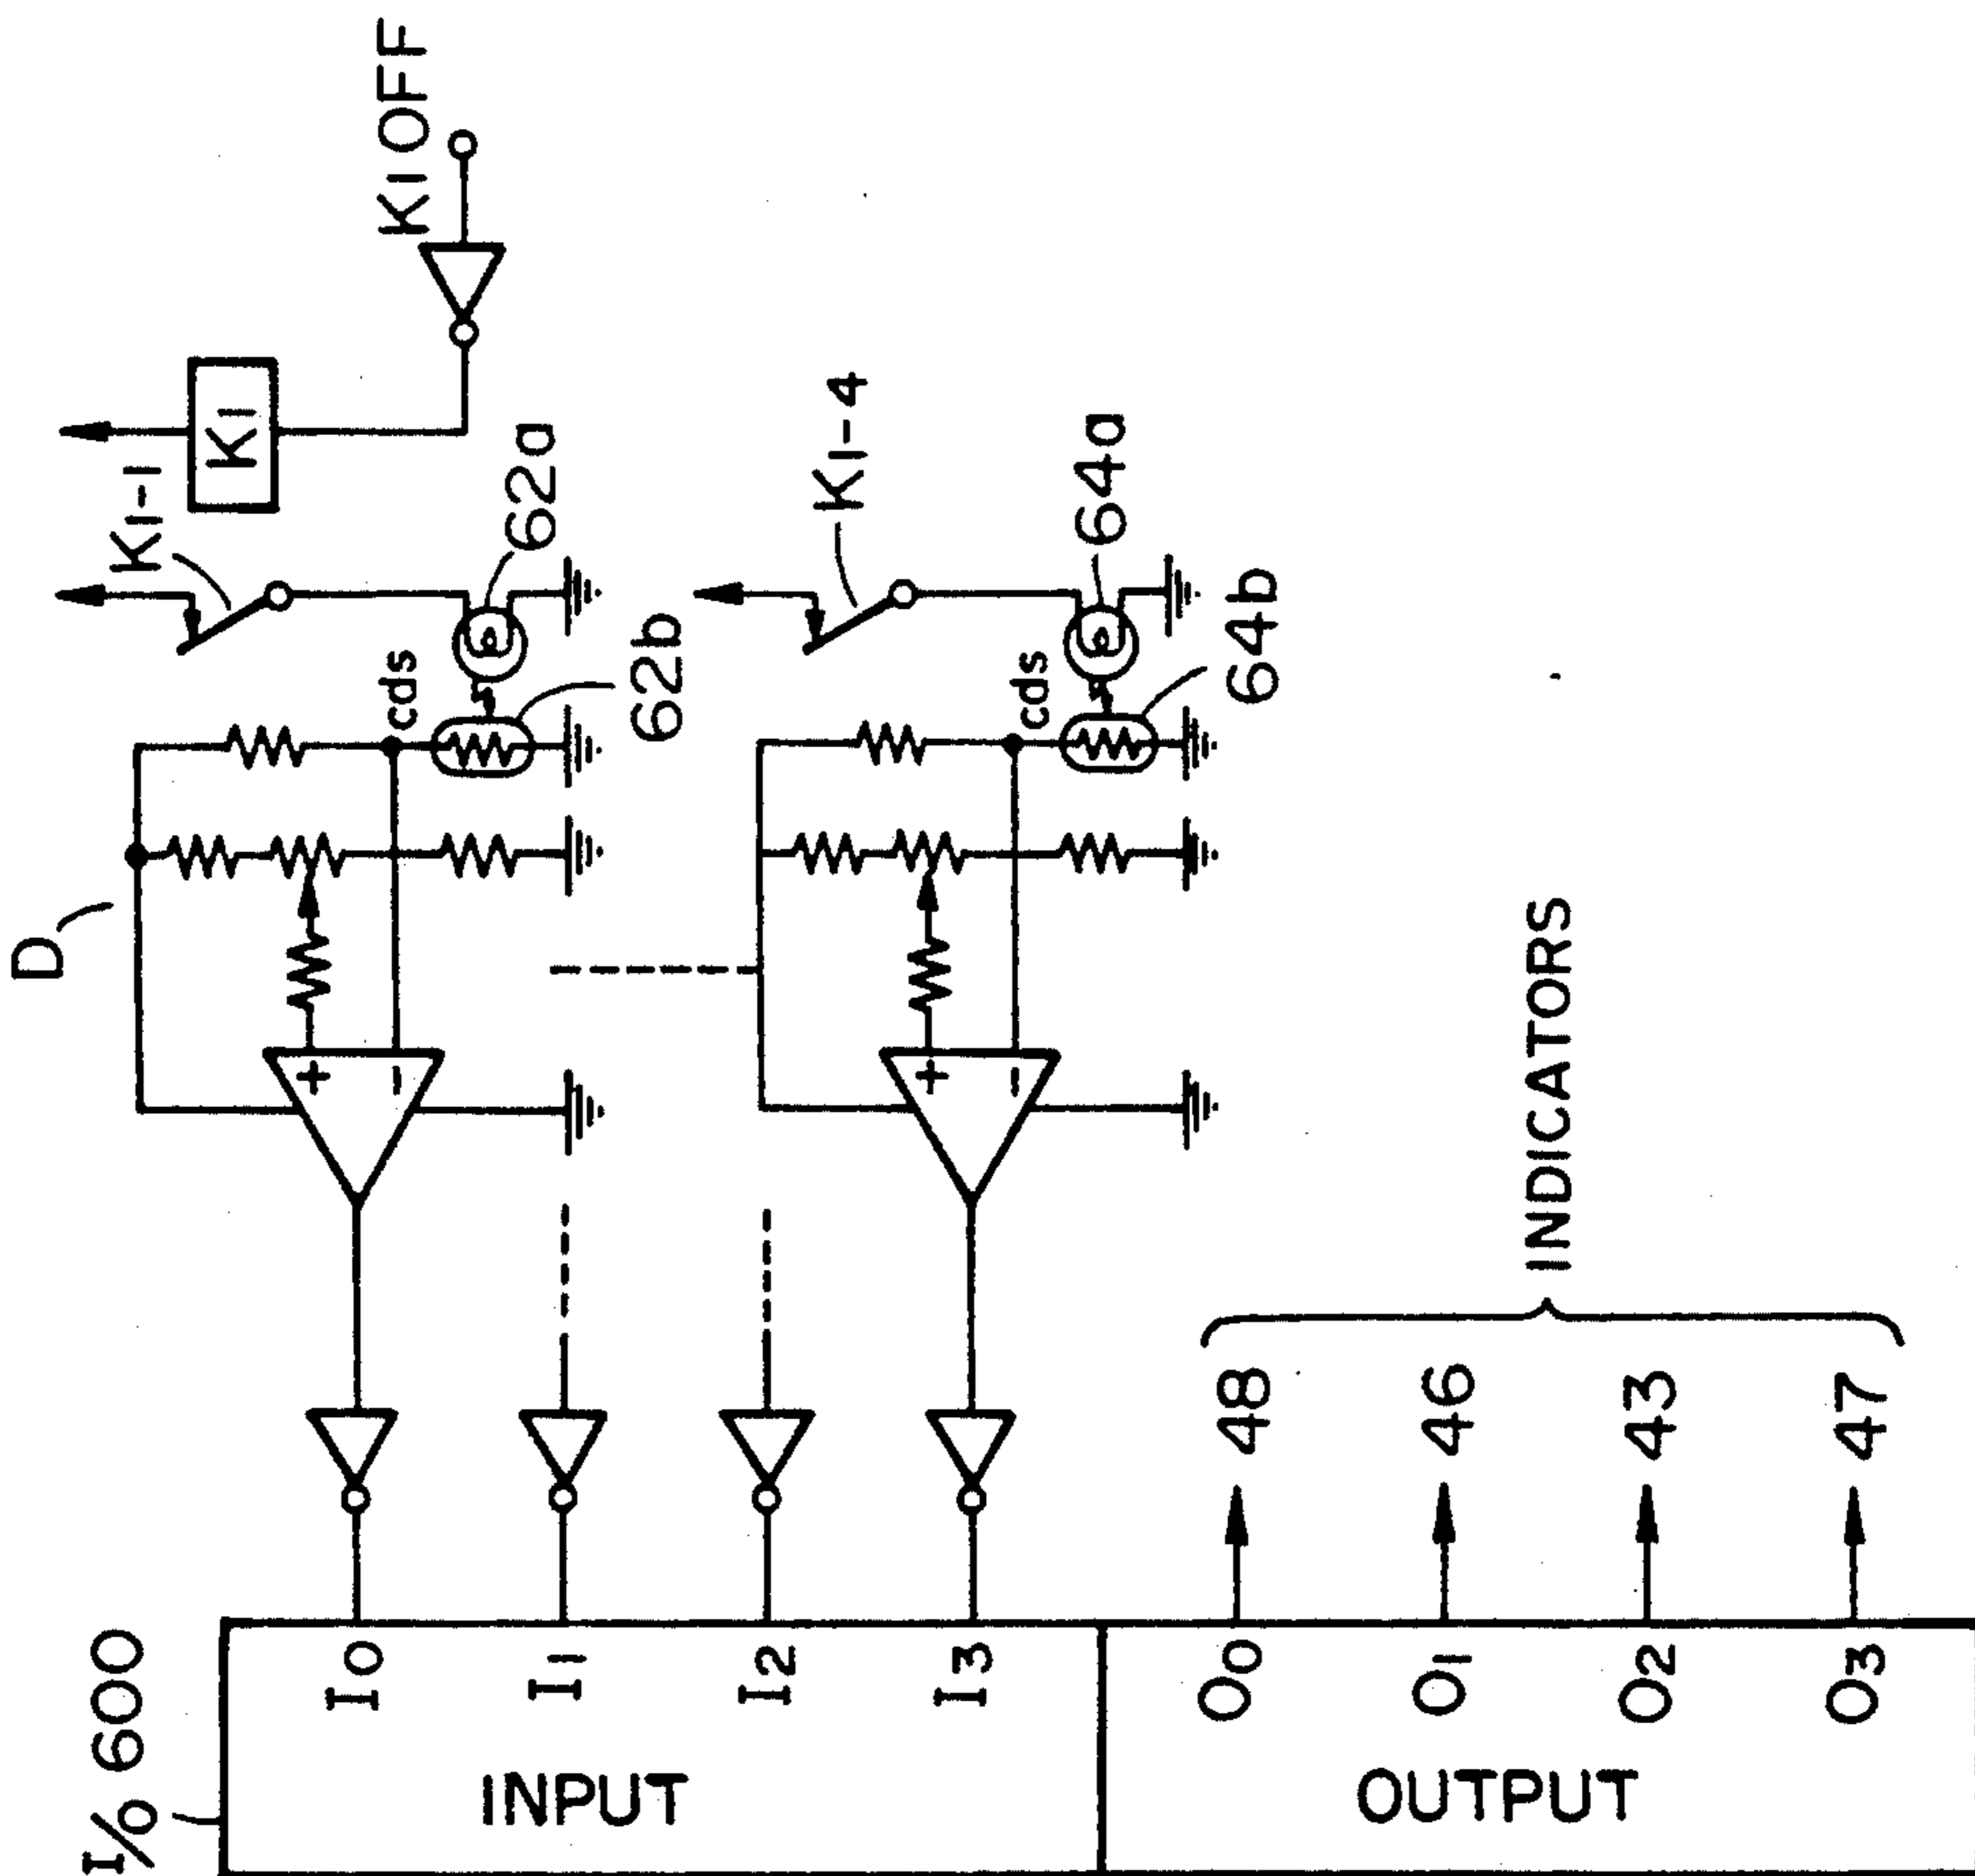 I/O 600
INPUT
I0
I1
I2
I3
OUTPUT
O0
O1
O2
O3
48
46
43
47
INDICATORS
D
+
-
cds
62b
62a
K1-1
K1
K1 OFF
+
-
cds
64b
64a
K1-4